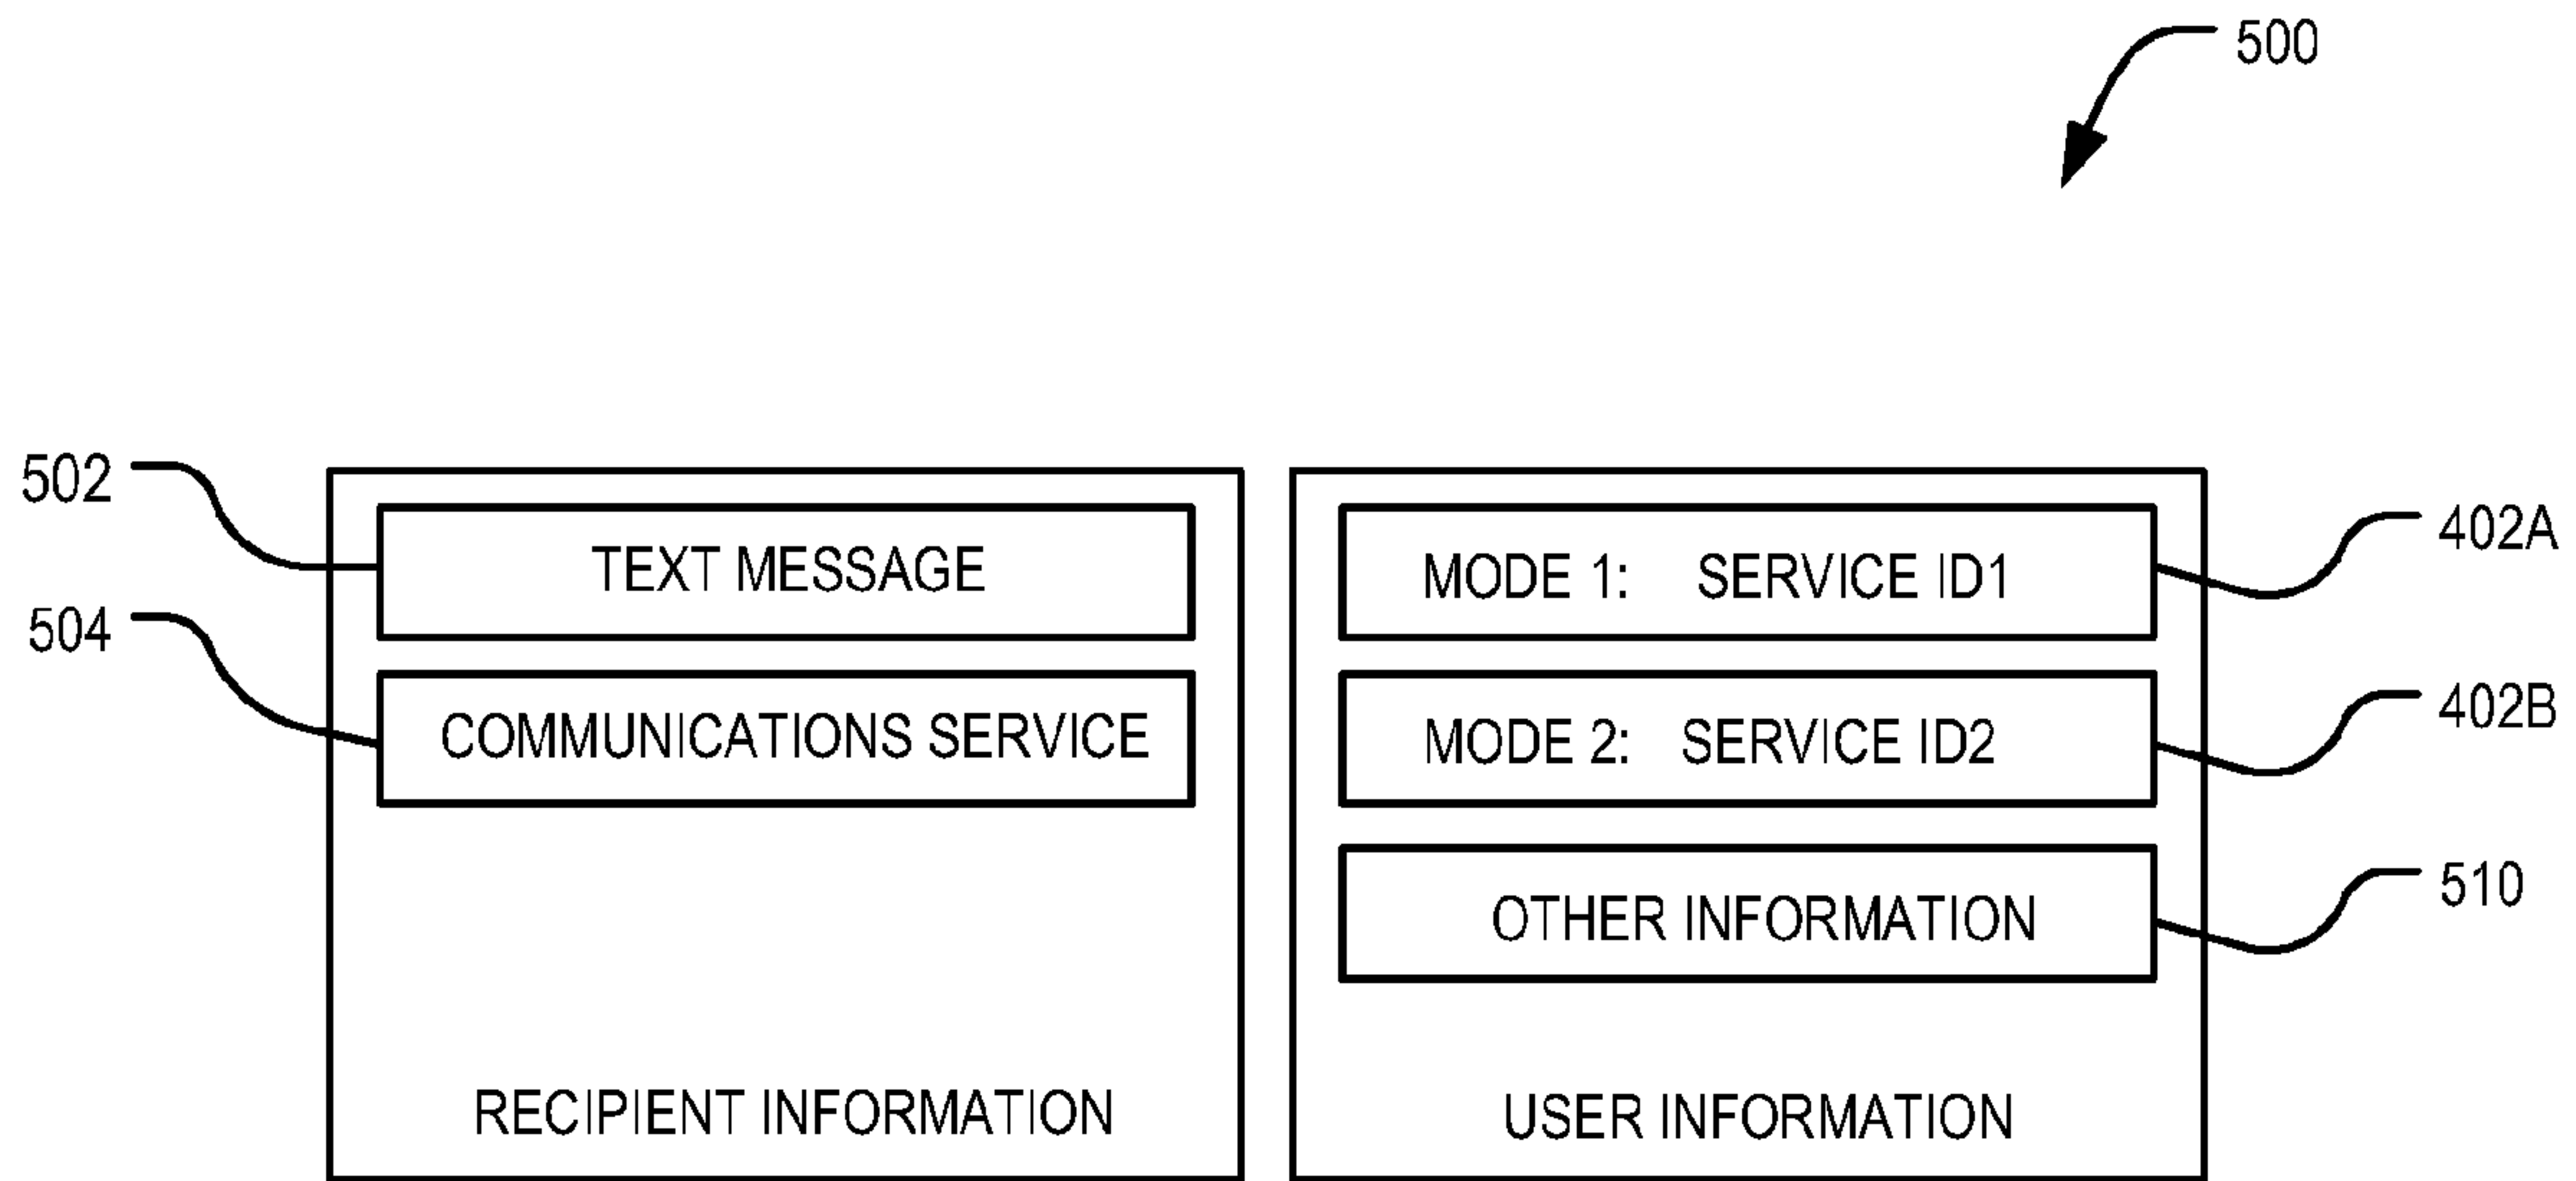 500
502
TEXT MESSAGE
504
COMMUNICATIONS SERVICE
RECIPIENT INFORMATION
MODE 1: SERVICE ID1
402A
MODE 2: SERVICE ID2
402B
OTHER INFORMATION
510
USER INFORMATION